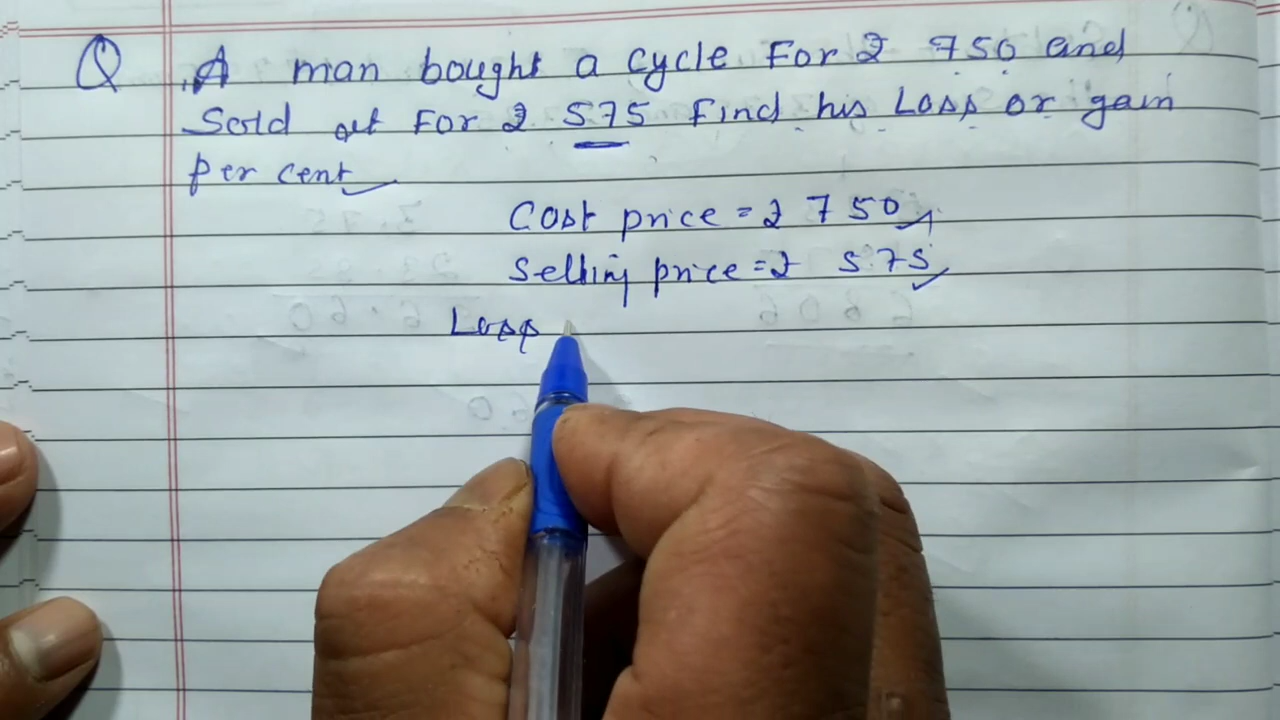 Q A man bought a cycle For ₹ 750 and
Sold at For ₹ 575 Find his Loss or gain
per cent
Cost price = ₹ 750
Selling price = ₹ 575
Loss